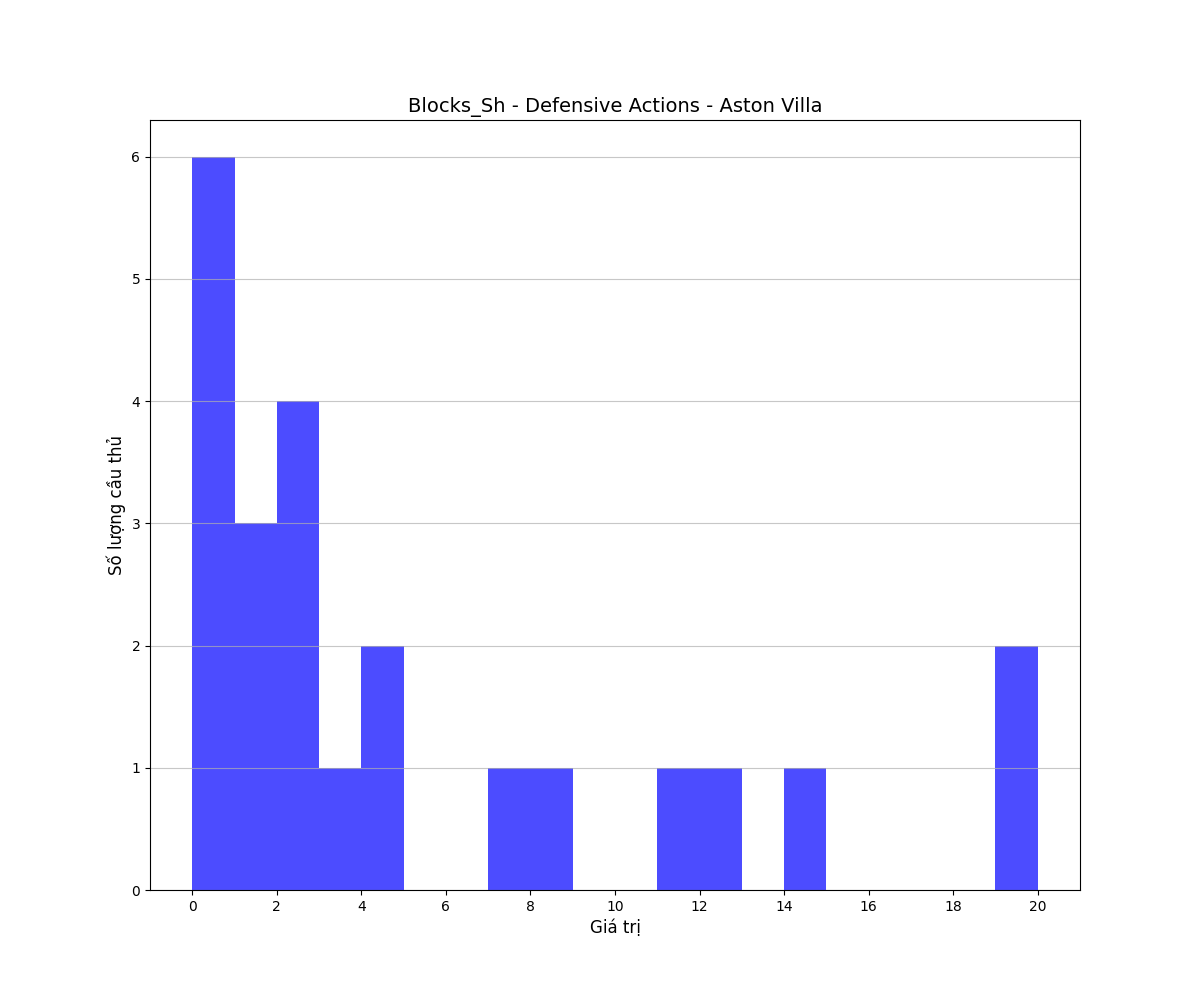 Blocks_Sh - Defensive Actions - Aston Villa
6
5
4
3
2
1
0
Số lượng cầu thủ
0 2 4 6 8 10 12 14 16 18 20
Giá trị